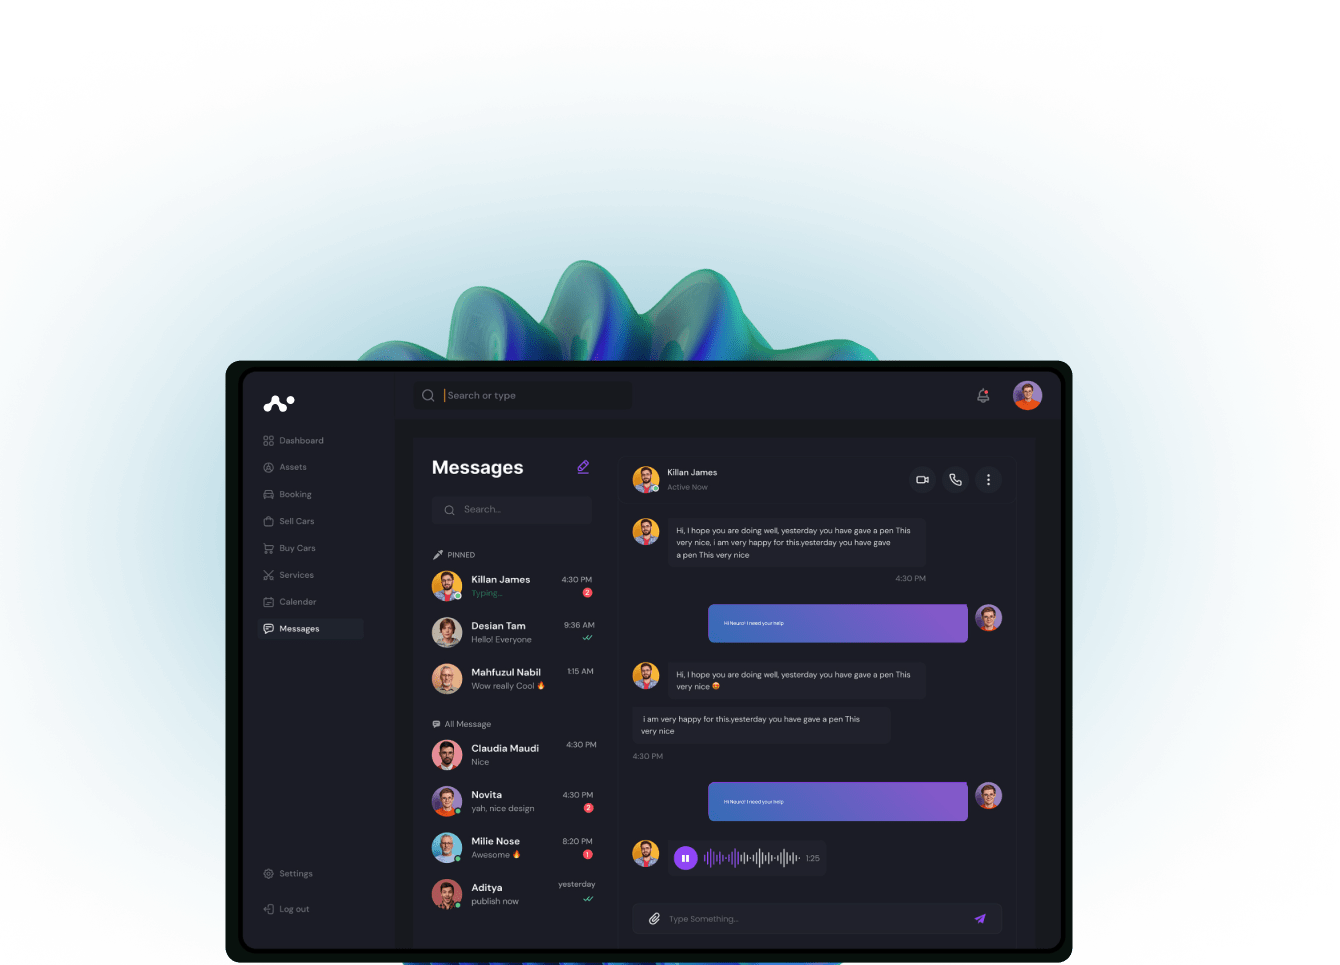 Search or type
Dashboard
Assets
Booking
Sell Cars
Buy Cars
Services
Calender
Messages
Settings
Log out
Messages
Search...
PINNED
Killan James
4:30 PM
Typing...
2
Desian Tam
9:36 AM
Hello! Everyone
Mahfuzul Nabil
1:15 AM
Wow really Cool 🔥
All Message
Claudia Maudi
4:30 PM
Nice
Novita
4:30 PM
yah, nice design
2
Milie Nose
8:20 PM
Awesome 🔥
1
Aditya
yesterday
publish now
Killan James
Active Now
Hi, I hope you are doing well, yesterday you have gave a pen This
very nice, i am very happy for this.yesterday you have gave
a pen This very nice
4:30 PM
Hi Neuro! I need your help
Hi, I hope you are doing well, yesterday you have gave a pen This
very nice 😍
i am very happy for this.yesterday you have gave a pen This
very nice
4:30 PM
Hi Neuro! I need your help
1:25
Type Something...